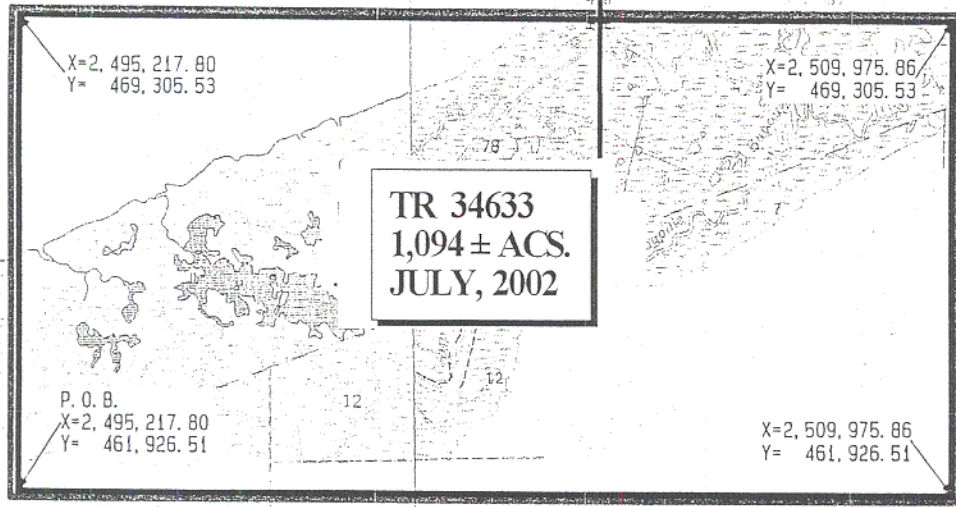 X=2, 495, 217. 80
Y= 469, 305. 53
X=2, 509, 975. 86
Y= 469, 305. 53
78
TR 34633
1,094 ± ACS.
JULY, 2002
12
12
P. O. B.
X=2, 495, 217. 80
Y= 461, 926. 51
X=2, 509, 975. 86
Y= 461, 926. 51